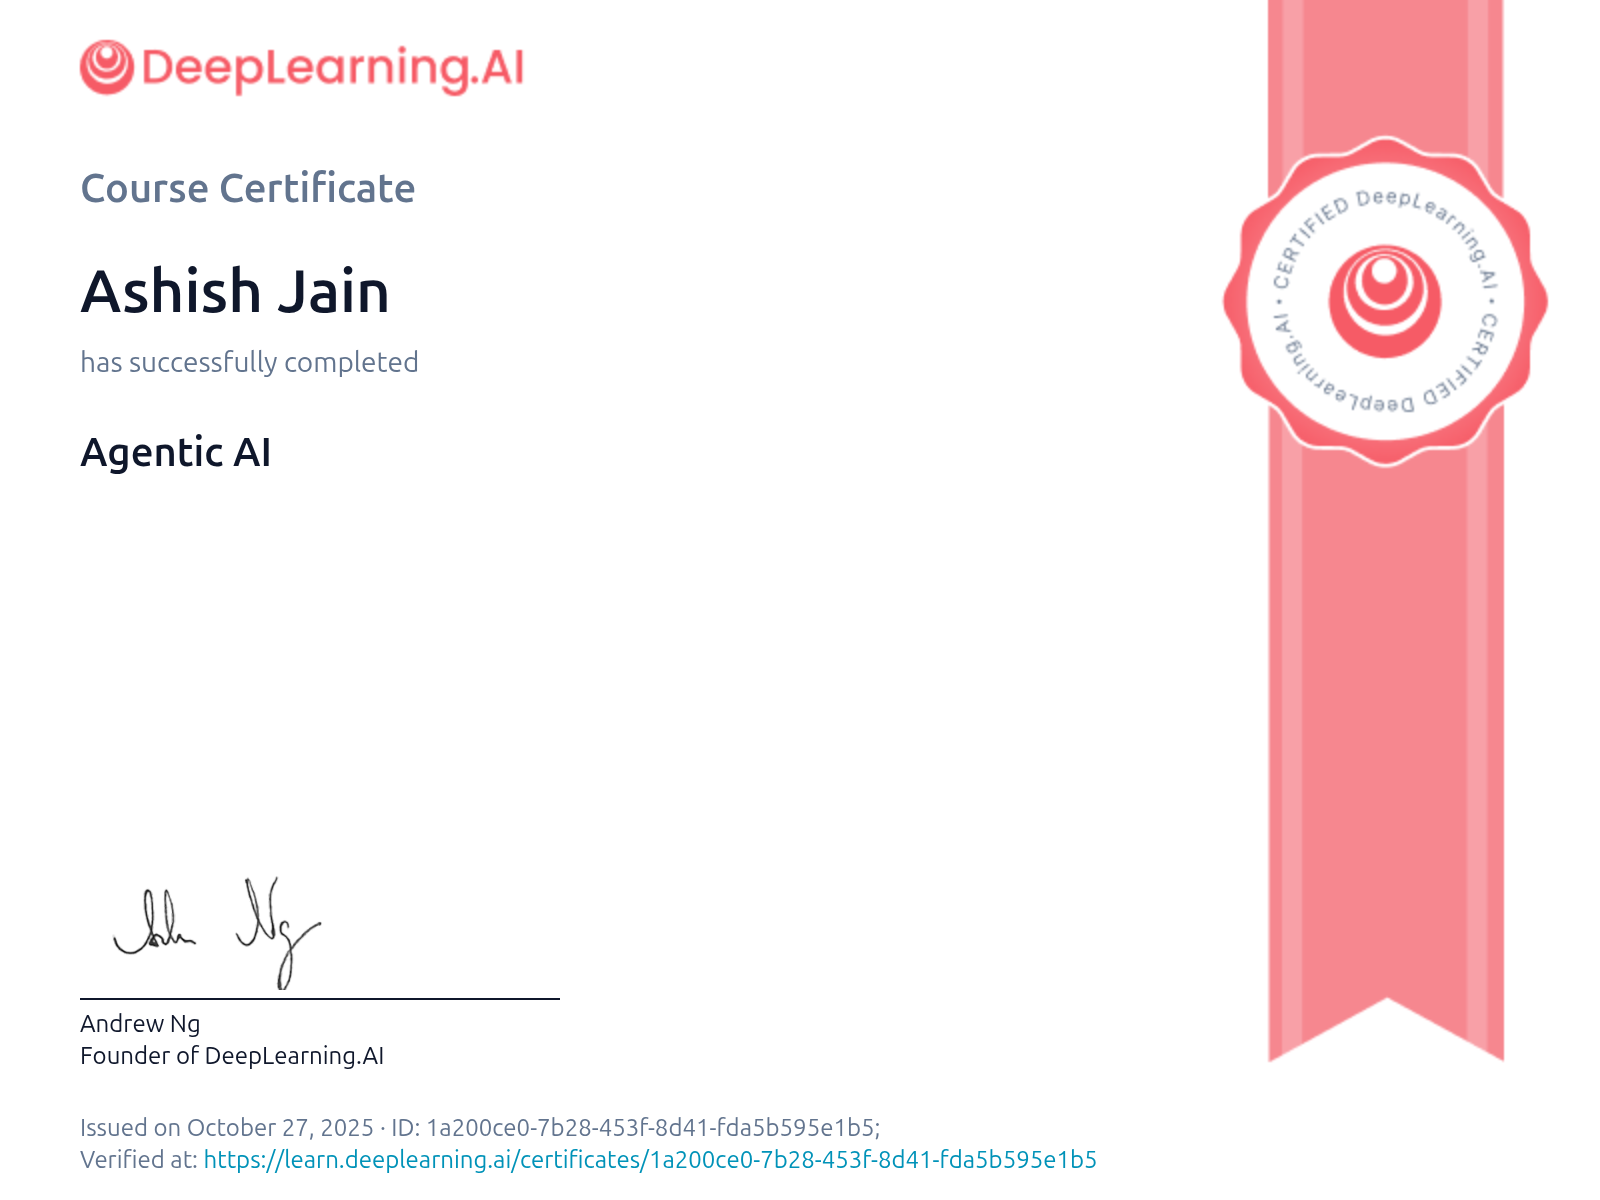 DeepLearning.AI
Course Certificate
Ashish Jain
has successfully completed
Agentic AI
CERTIFIED DeepLearning.AI • CERTIFIED DeepLearning.AI •
Andrew Ng
Founder of DeepLearning.AI
Issued on October 27, 2025 · ID: 1a200ce0-7b28-453f-8d41-fda5b595e1b5;
Verified at: https://learn.deeplearning.ai/certificates/1a200ce0-7b28-453f-8d41-fda5b595e1b5